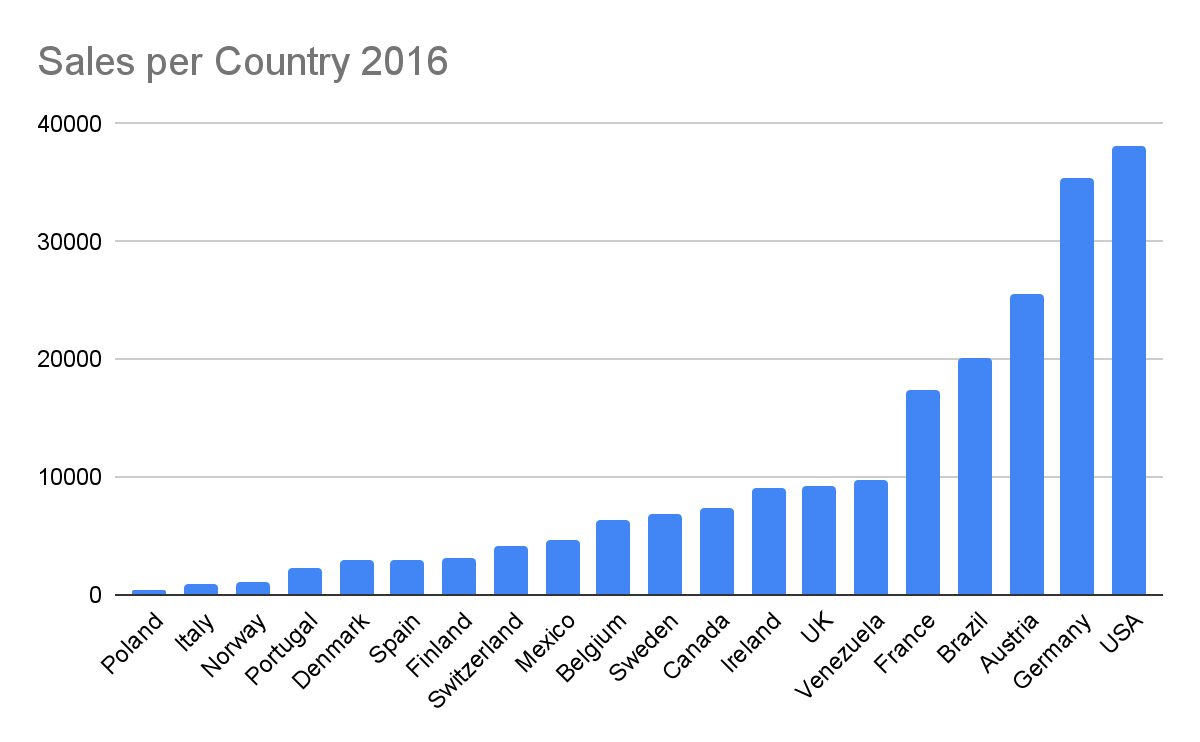 Sales per Country 2016
40000
30000
20000
10000
0
Poland
Italy
Norway
Portugal
Denmark
Spain
Finland
Switzerland
Mexico
Belgium
Sweden
Canada
Ireland
UK
Venezuela
France
Brazil
Austria
Germany
USA